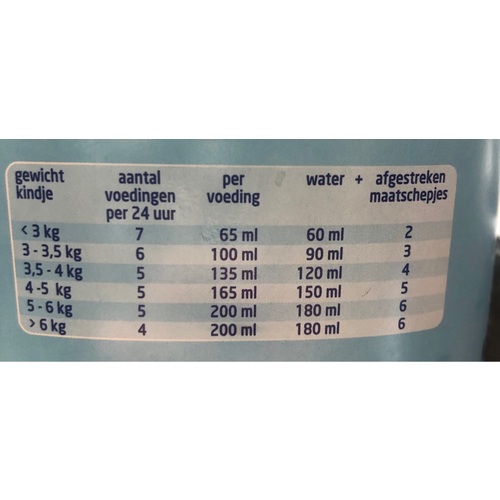 gewicht kindje aantal voedingen per 24 uur per voeding water + afgestreken maatschepjes
< 3 kg 7 65 ml 60 ml 2
3 - 3,5 kg 6 100 ml 90 ml 3
3,5 - 4 kg 5 135 ml 120 ml 4
4 -5 kg 5 165 ml 150 ml 5
5 - 6 kg 5 200 ml 180 ml 6
> 6 kg 4 200 ml 180 ml 6